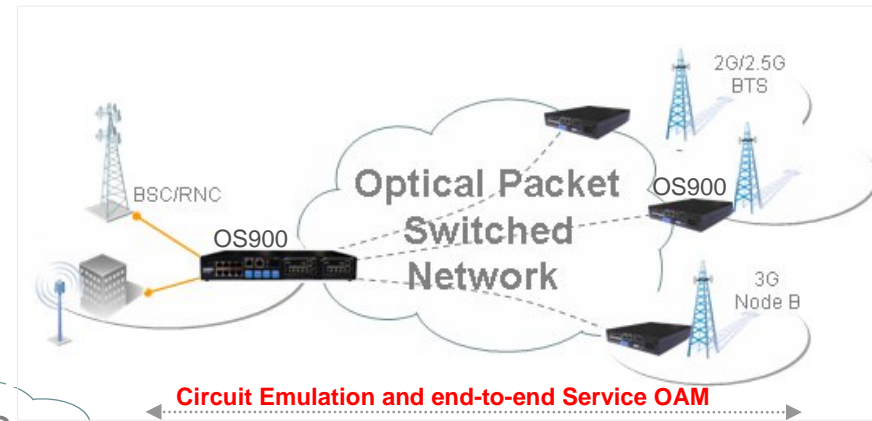 2G/2.5G
BTS
BSC/RNC
OS900
Optical Packet
Switched
Network
OS900
3G
Node B
Circuit Emulation and end-to-end Service OAM